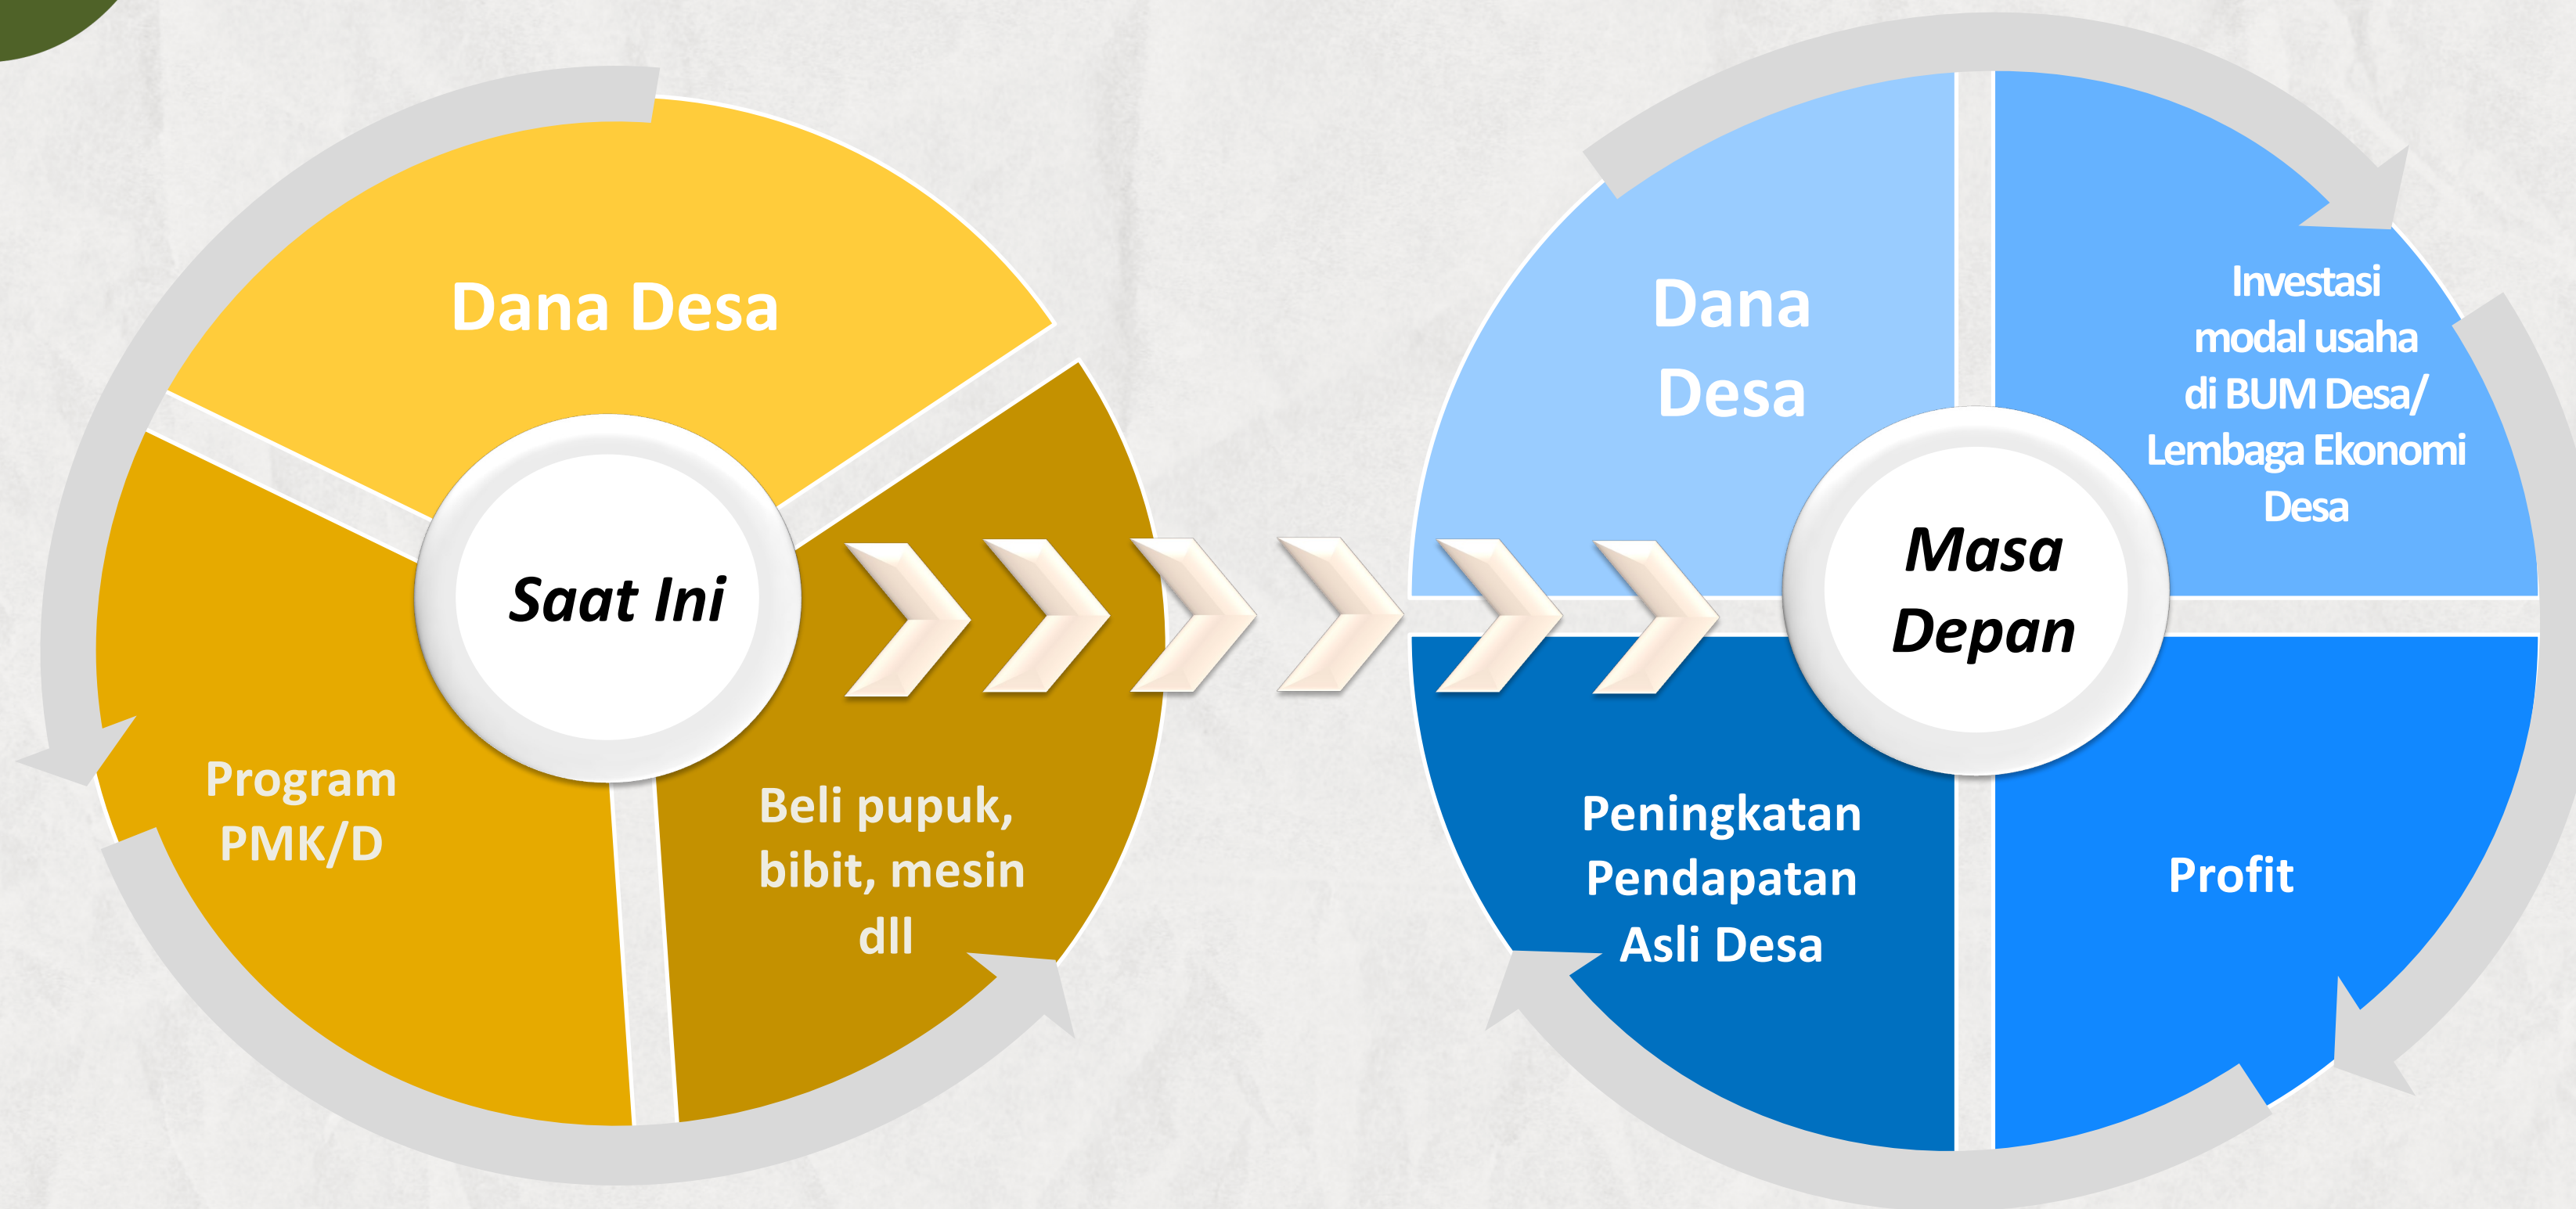 Dana Desa
Saat Ini
Program
PMK/D
Beli pupuk,
bibit, mesin
dll
Dana
Desa
Investasi
modal usaha
di BUM Desa/
Lembaga Ekonomi
Desa
Masa
Depan
Peningkatan
Pendapatan
Asli Desa
Profit